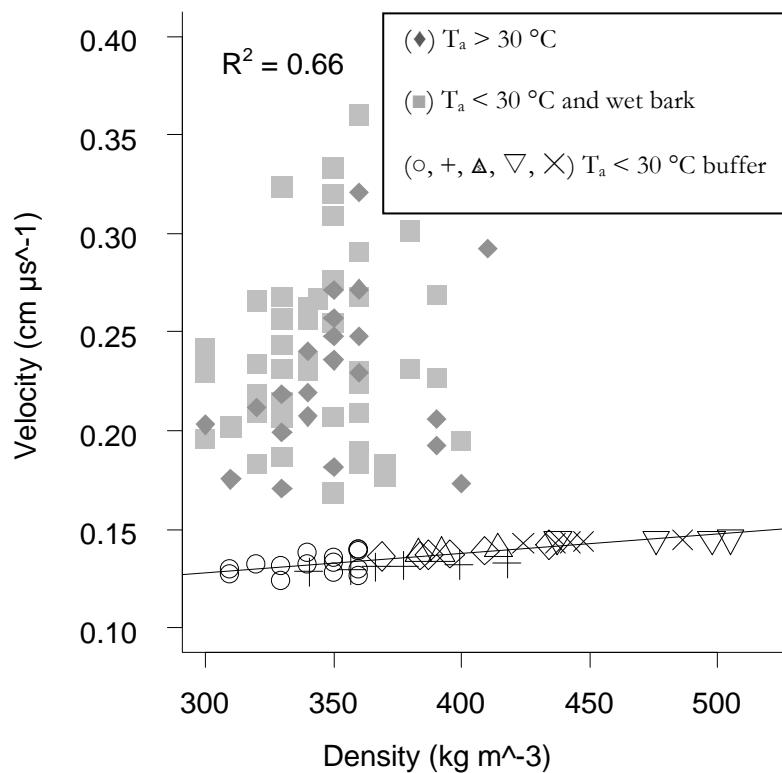 0.40
R² = 0.66
(◆) Tₐ > 30 °C
0.35
(■) Tₐ < 30 °C and wet bark
(○, +, ▵, ▽, ✕) Tₐ < 30 °C buffer
0.30
0.25
0.20
0.15
0.10
Velocity (cm µs^-1)
300 350 400 450 500
Density (kg m^-3)